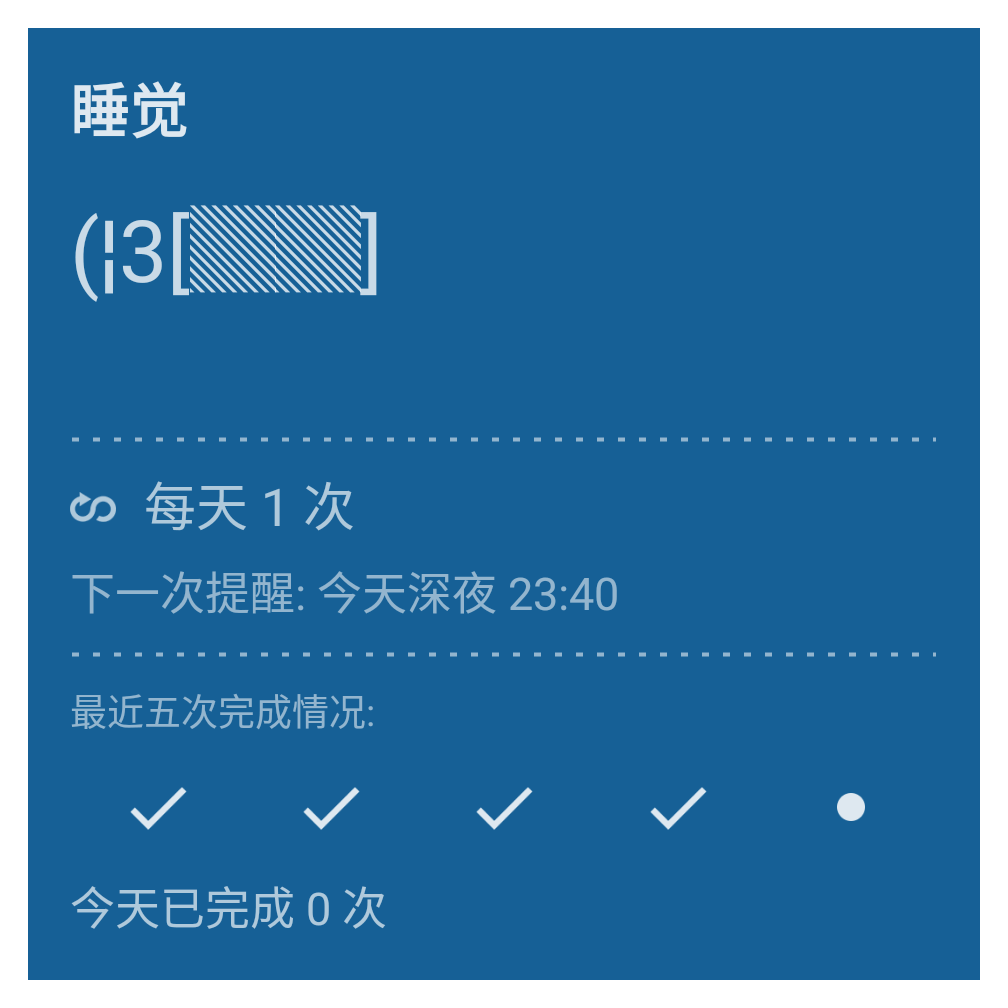 睡觉
(¦3[▨▨]
每天 1 次
下一次提醒: 今天深夜 23:40
最近五次完成情况:
今天已完成 0 次